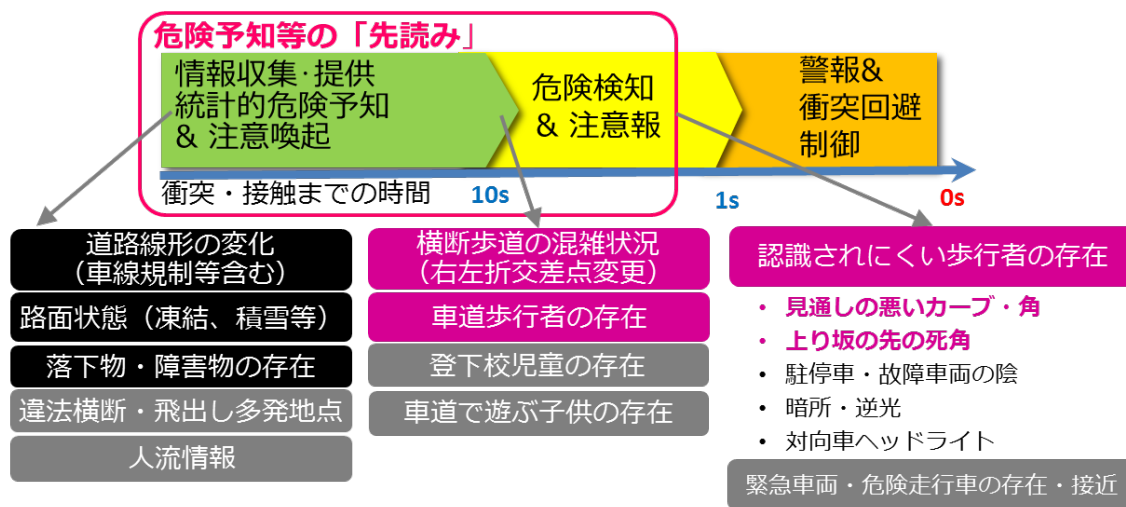 危険予知等の「先読み」
情報収集·提供
統計的危険予知
& 注意喚起
危険検知
& 注意報
警報&
衝突回避
制御
衝突・接触までの時間
10s
1s
0s
道路線形の変化
（車線規制等含む）
路面状態（凍結、積雪等）
落下物・障害物の存在
違法横断・飛出し多発地点
人流情報
横断歩道の混雑状況
（右左折交差点変更）
車道歩行者の存在
登下校児童の存在
車道で遊ぶ子供の存在
認識されにくい歩行者の存在
• 見通しの悪いカーブ・角
• 上り坂の先の死角
• 駐停車・故障車両の陰
• 暗所・逆光
• 対向車ヘッドライト
緊急車両・危険走行車の存在・接近